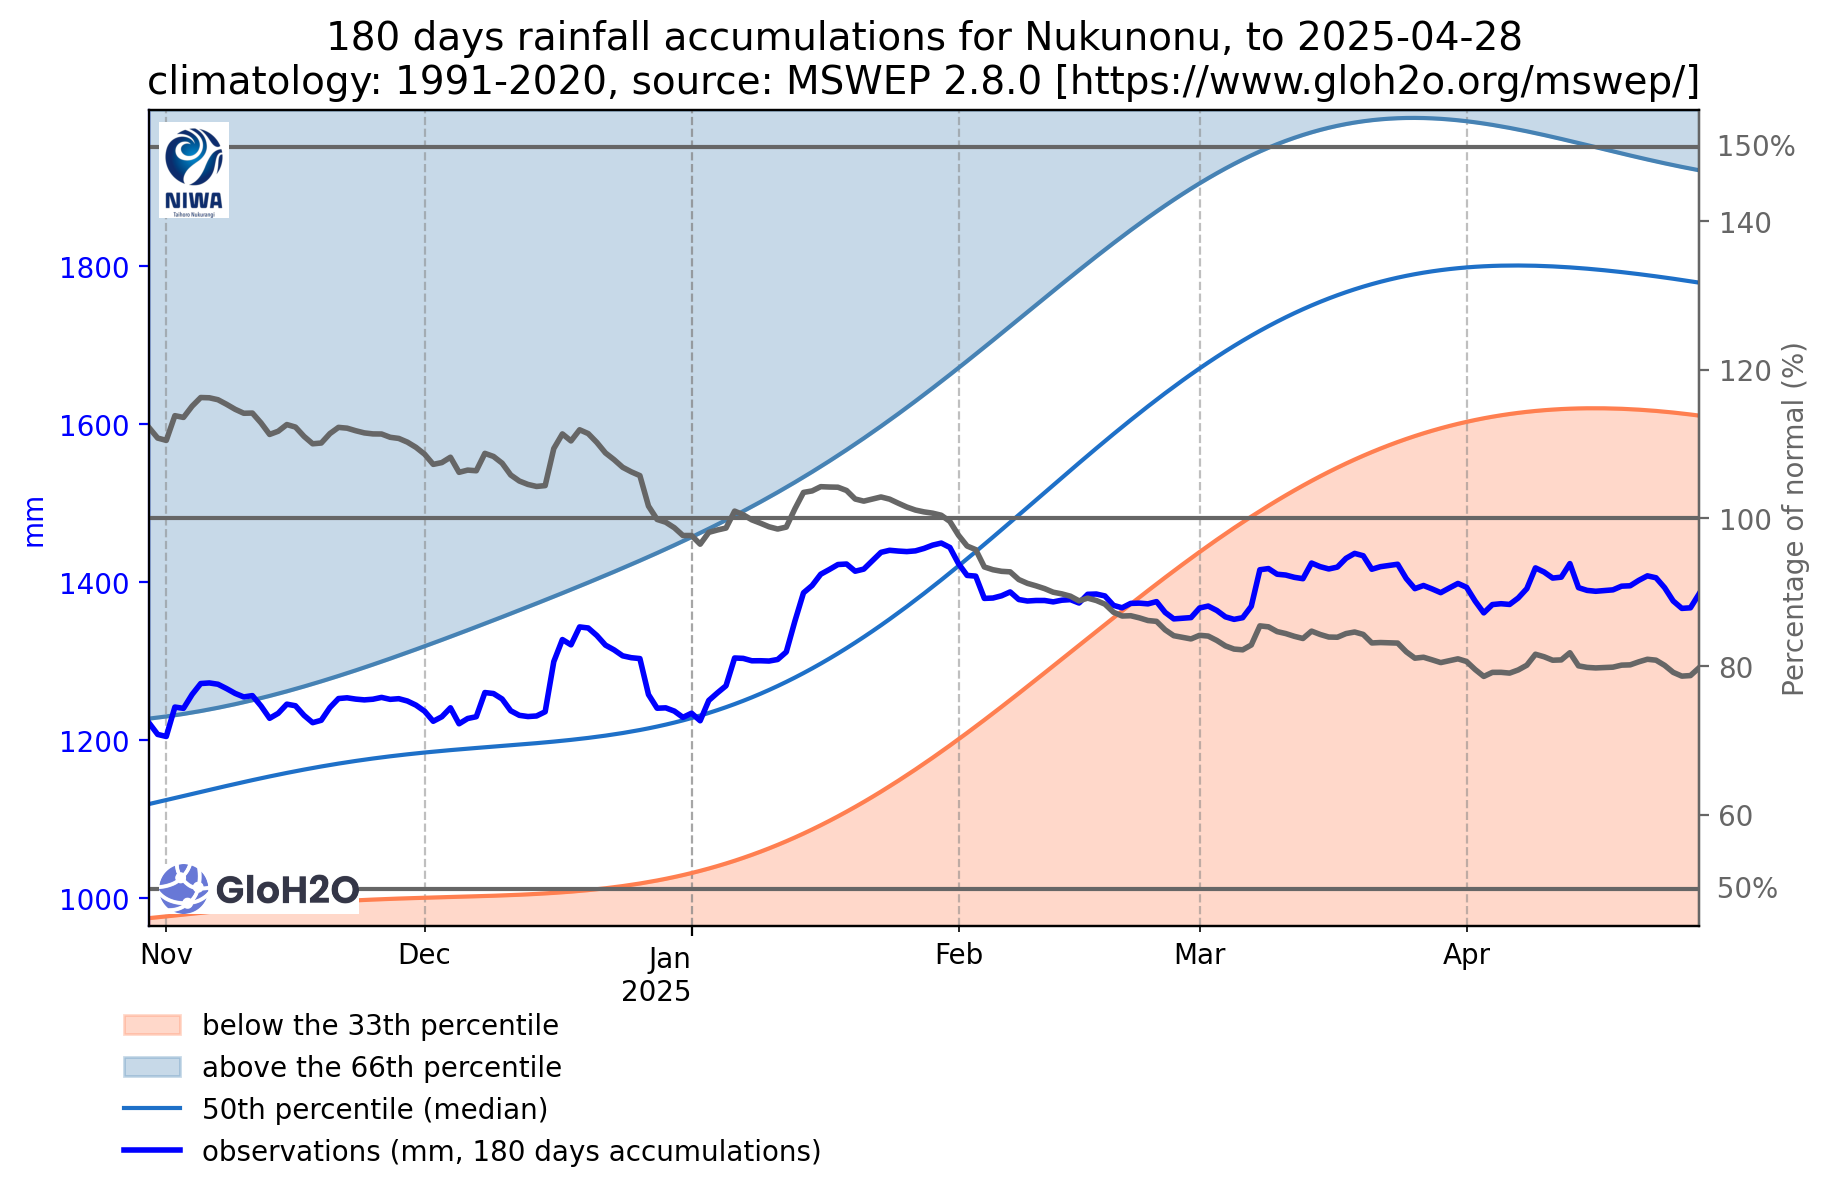 180 days rainfall accumulations for Nukunonu, to 2025-04-28
climatology: 1991-2020, source: MSWEP 2.8.0 [https://www.gloh2o.org/mswep/]
NIWA
Taihoro Nukurangi
150%
140
1800
120
1600
Percentage of normal (%)
mm
100
1400
80
1200
60
GloH2O
50%
1000
Nov
Dec
Jan
2025
Feb
Mar
Apr
below the 33th percentile
above the 66th percentile
50th percentile (median)
observations (mm, 180 days accumulations)